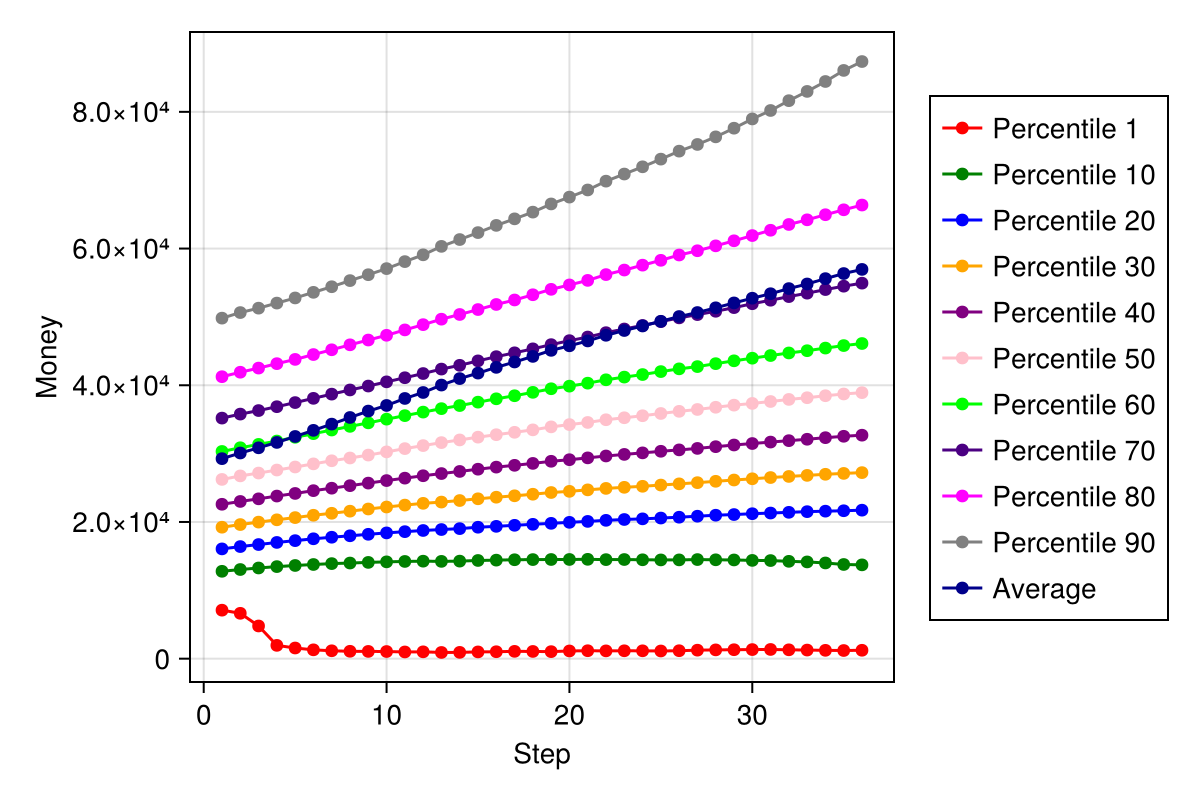 8.0×10⁴
6.0×10⁴
4.0×10⁴
2.0×10⁴
0
Money
0 10 20 30
Step
Percentile 1
Percentile 10
Percentile 20
Percentile 30
Percentile 40
Percentile 50
Percentile 60
Percentile 70
Percentile 80
Percentile 90
Average